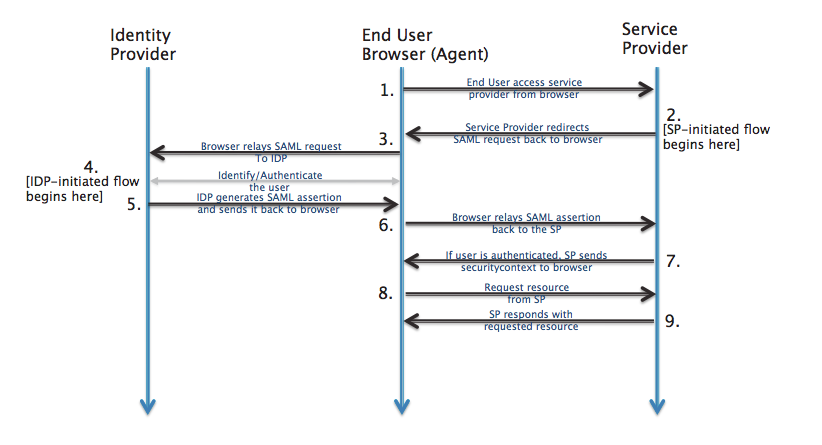 Identity
Provider
End User
Browser (Agent)
Service
Provider
1.
End User access service
provider from browser
2.
[SP-initiated flow
begins here]
3.
Service Provider redirects
SAML request back to browser
Browser relays SAML request
To IDP
4.
[IDP-initiated flow
begins here]
Identify/Authenticate
the user
5.
IDP generates SAML assertion
and sends it back to browser
6.
Browser relays SAML assertion
back to the SP
7.
If user is authenticated, SP sends
securitycontext to browser
8.
Request resource
from SP
9.
SP responds with
requested resource